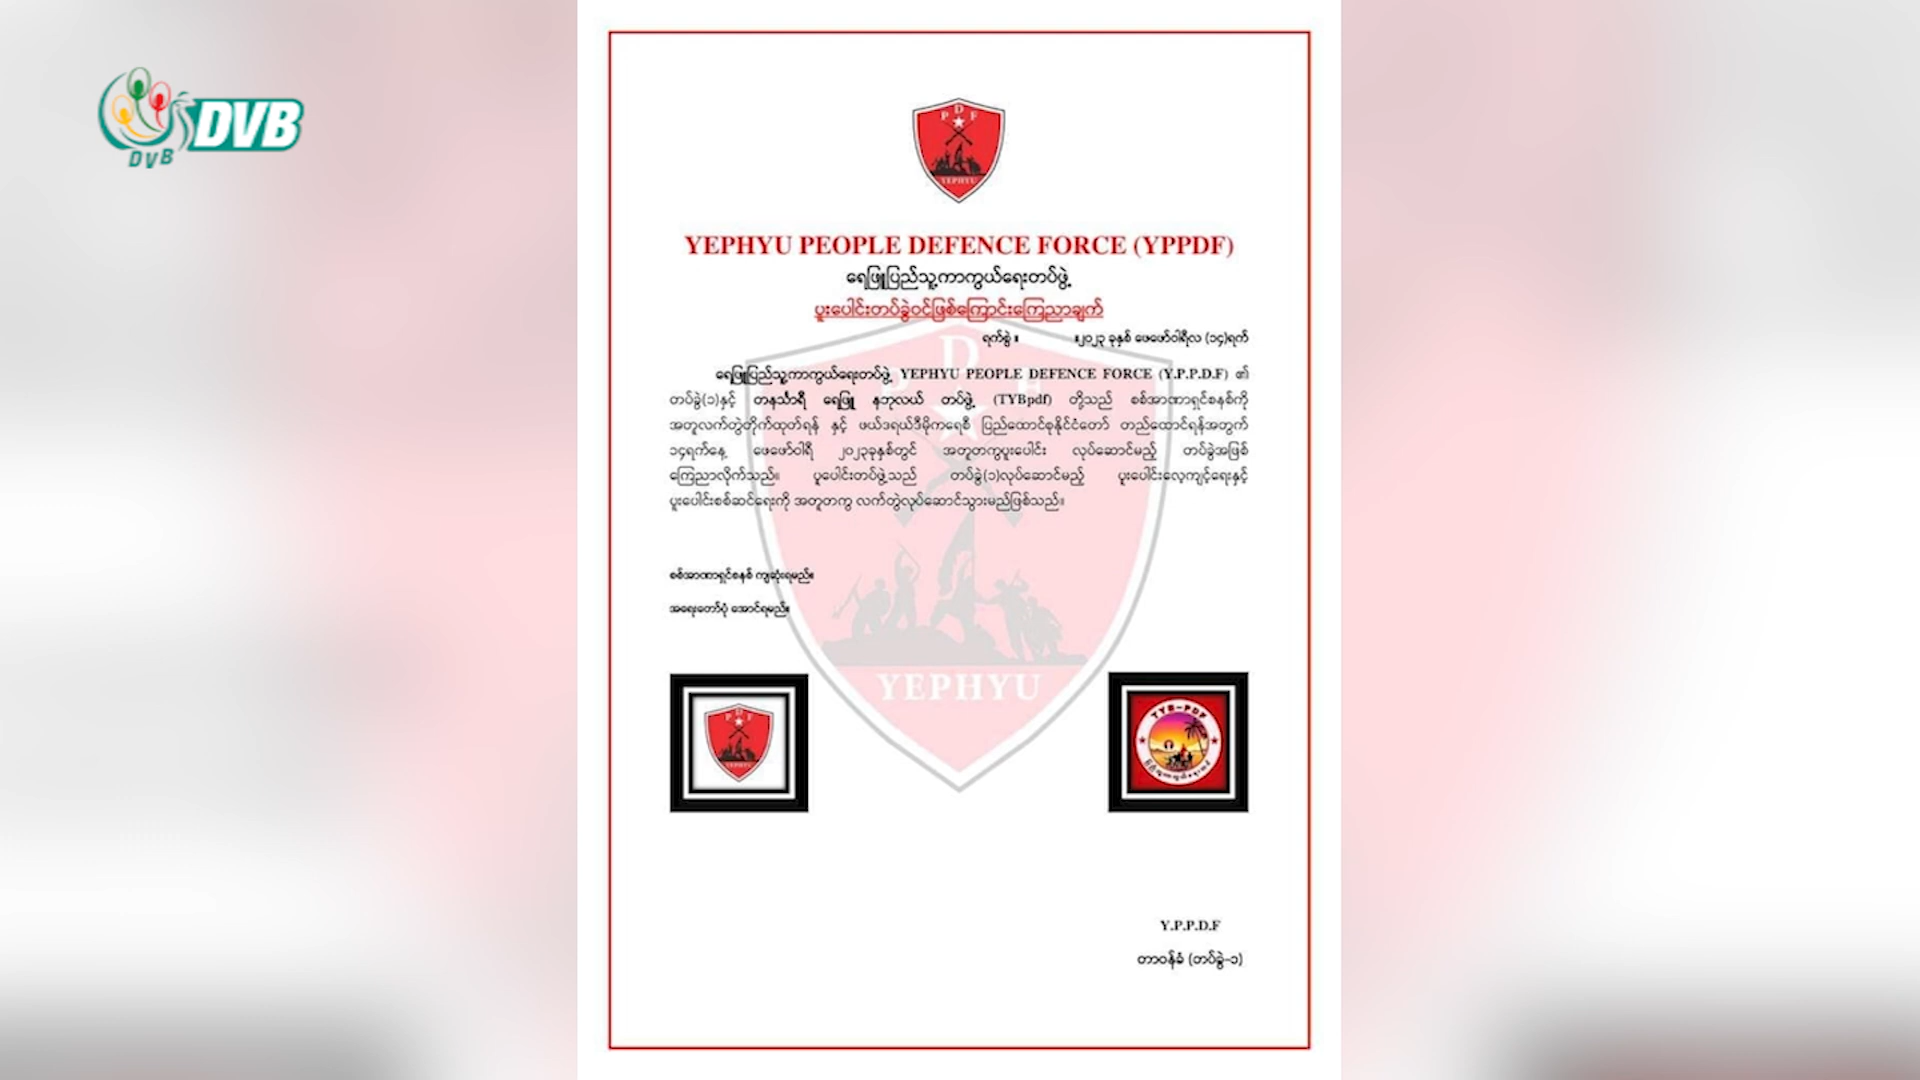 DVB
DVB
P D F
YEPHYU
YEPHYU PEOPLE DEFENCE FORCE (YPPDF)
ရေဖြူပြည်သူ့ကာကွယ်ရေးတပ်ဖွဲ့
ပူးပေါင်းတပ်ခွဲဝင်ဖြစ်ကြောင်းကြေညာချက်
ရက်စွဲ ။ ။၂၀၂၃ ခုနှစ် ဖေဖော်ဝါရီလ (၁၄)ရက်
ရေဖြူပြည်သူ့ကာကွယ်ရေးတပ်ဖွဲ့ YEPHYU PEOPLE DEFENCE FORCE (Y.P.P.D.F) ၏
တပ်ခွဲ(၁)နှင့် တနင်္သာရီ ရေဖြူ နဘုလယ် တပ်ဖွဲ့ (TYBpdf) တို့သည် စစ်အာဏာရှင်စနစ်ကို
အတူလက်တွဲတိုက်ထုတ်ရန် နှင့် ဖယ်ဒရယ်ဒီမိုကရေစီ ပြည်ထောင်စုနိုင်ငံတော် တည်ထောင်ရန်အတွက်
၁၄ရက်နေ့ ဖေဖော်ဝါရီ ၂၀၂၃ခုနှစ်တွင် အတူတကွပူးပေါင်း လုပ်ဆောင်မည့် တပ်ခွဲအဖြစ်
ကြေညာလိုက်သည်။ ပူပေါင်းတပ်ဖွဲ့သည် တပ်ခွဲ(၁)လုပ်ဆောင်မည့် ပူးပေါင်းလေ့ကျင့်ရေးနှင့်
ပူးပေါင်းစစ်ဆင်ရေးကို အတူတကွ လက်တွဲလုပ်ဆောင်သွားမည်ဖြစ်သည်။
စစ်အာဏာရှင်စနစ် ကျဆုံးရမည်။
အရေးတော်ပုံ အောင်ရမည်။
YEPHYU
P D F
YEPHYU
TYB-PDF
Y.P.P.D.F
တာဝန်ခံ (တပ်ခွဲ-၁)